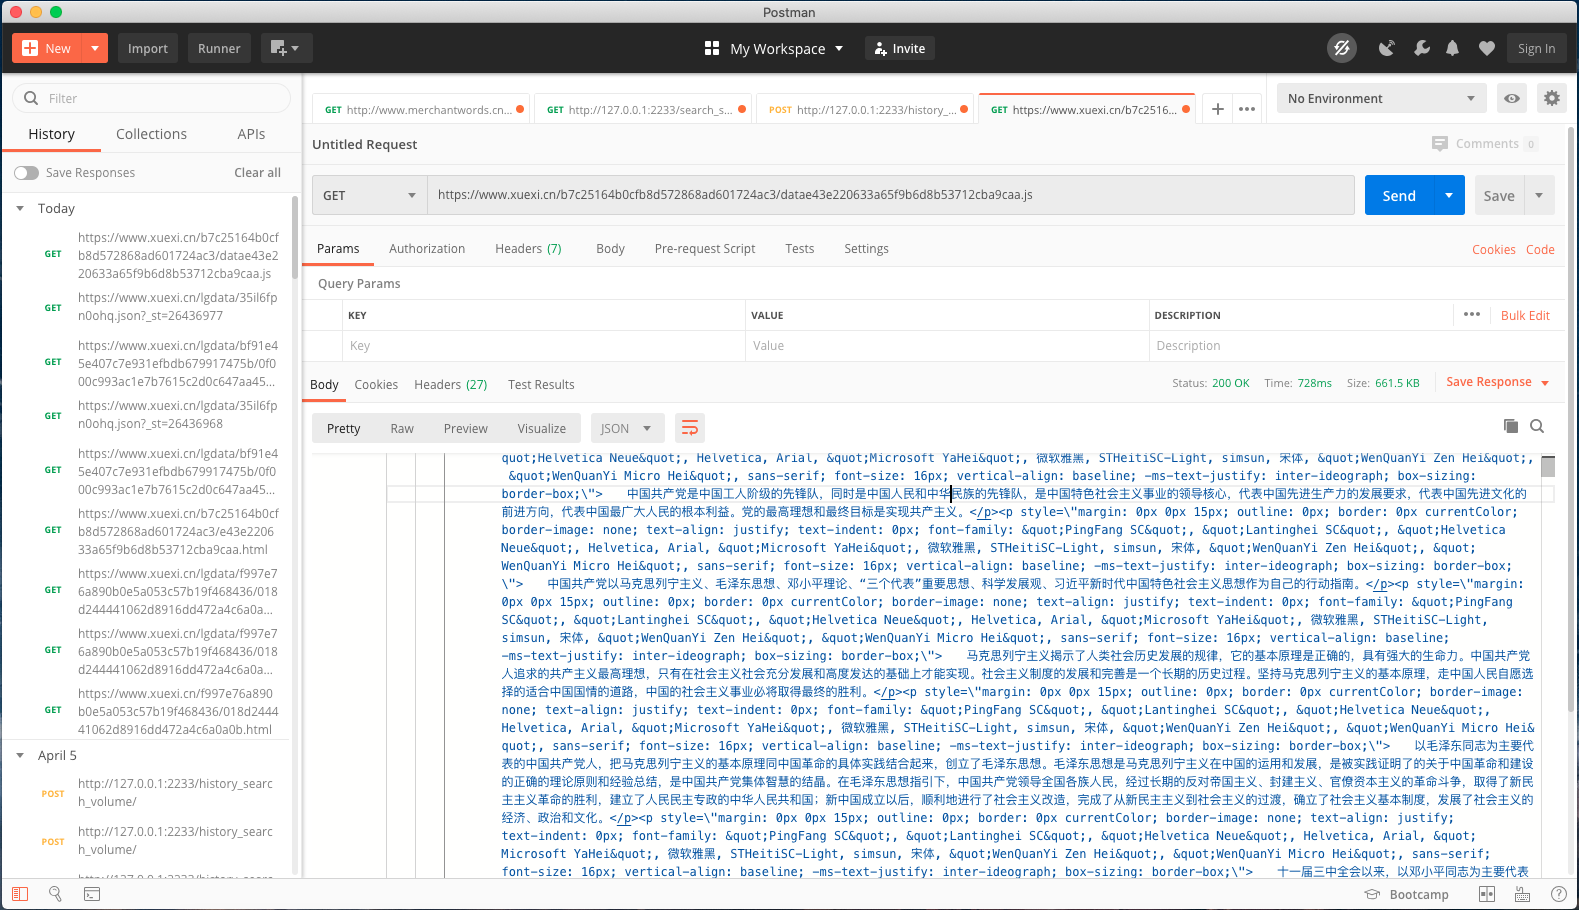 Postman
New
Import
Runner
My Workspace
Invite
Sign In
Filter
History
Collections
APIs
Save Responses
Clear all
Today
GET
https://www.xuexi.cn/b7c25164b0cf
b8d572868ad601724ac3/datae43e2
20633a65f9b6d8b53712cba9caa.js
GET
https://www.xuexi.cn/lgdata/35il6fp
n0ohq.json?_st=26436977
GET
https://www.xuexi.cn/lgdata/bf91e4
5e407c7e931efbdb679917475b/0f0
00c993ac1e7b7615c2d0c647aa45...
GET
https://www.xuexi.cn/lgdata/35il6fp
n0ohq.json?_st=26436968
GET
https://www.xuexi.cn/lgdata/bf91e4
5e407c7e931efbdb679917475b/0f0
00c993ac1e7b7615c2d0c647aa45...
GET
https://www.xuexi.cn/b7c25164b0cf
b8d572868ad601724ac3/e43e2206
33a65f9b6d8b53712cba9caa.html
GET
https://www.xuexi.cn/lgdata/f997e7
6a890b0e5a053c57b19f468436/018
d244441062d8916dd472a4c6a0a...
GET
https://www.xuexi.cn/lgdata/f997e7
6a890b0e5a053c57b19f468436/018
d244441062d8916dd472a4c6a0a...
GET
https://www.xuexi.cn/f997e76a890
b0e5a053c57b19f468436/018d2444
41062d8916dd472a4c6a0a0b.html
April 5
POST
http://127.0.0.1:2233/history_searc
h_volume/
POST
http://127.0.0.1:2233/history_searc
h_volume/
http://127.0.0.1:2233/history_searc
GET http://www.merchantwords.cn...
GET http://127.0.0.1:2233/search_s...
POST http://127.0.0.1:2233/history_...
GET https://www.xuexi.cn/b7c2516...
No Environment
Untitled Request
Comments 0
GET
https://www.xuexi.cn/b7c25164b0cfb8d572868ad601724ac3/datae43e220633a65f9b6d8b53712cba9caa.js
Send
Save
Params
Authorization
Headers (7)
Body
Pre-request Script
Tests
Settings
Cookies
Code
Query Params
KEY
VALUE
DESCRIPTION
Bulk Edit
Key
Value
Description
Body
Cookies
Headers (27)
Test Results
Status: 200 OK
Time: 728ms
Size: 661.5 KB
Save Response
Pretty
Raw
Preview
Visualize
JSON
quot;Helvetica Neue&quot;, Helvetica, Arial, &quot;Microsoft YaHei&quot;, 微软雅黑, STHeitiSC-Light, simsun, 宋体, &quot;WenQuanYi Zen Hei&quot;,
&quot;WenQuanYi Micro Hei&quot;, sans-serif; font-size: 16px; vertical-align: baseline; -ms-text-justify: inter-ideograph; box-sizing:
border-box;\">　　中国共产党是中国工人阶级的先锋队，同时是中国人民和中华民族的先锋队，是中国特色社会主义事业的领导核心，代表中国先进生产力的发展要求，代表中国先进文化的
前进方向，代表中国最广大人民的根本利益。党的最高理想和最终目标是实现共产主义。</p><p style=\"margin: 0px 0px 15px; outline: 0px; border: 0px currentColor;
border-image: none; text-align: justify; text-indent: 0px; font-family: &quot;PingFang SC&quot;, &quot;Lantinghei SC&quot;, &quot;Helvetica
Neue&quot;, Helvetica, Arial, &quot;Microsoft YaHei&quot;, 微软雅黑, STHeitiSC-Light, simsun, 宋体, &quot;WenQuanYi Zen Hei&quot;, &quot;
WenQuanYi Micro Hei&quot;, sans-serif; font-size: 16px; vertical-align: baseline; -ms-text-justify: inter-ideograph; box-sizing: border-box;
\">　　中国共产党以马克思列宁主义、毛泽东思想、邓小平理论、“三个代表”重要思想、科学发展观、习近平新时代中国特色社会主义思想作为自己的行动指南。</p><p style=\"margin:
0px 0px 15px; outline: 0px; border: 0px currentColor; border-image: none; text-align: justify; text-indent: 0px; font-family: &quot;PingFang
SC&quot;, &quot;Lantinghei SC&quot;, &quot;Helvetica Neue&quot;, Helvetica, Arial, &quot;Microsoft YaHei&quot;, 微软雅黑, STHeitiSC-Light,
simsun, 宋体, &quot;WenQuanYi Zen Hei&quot;, &quot;WenQuanYi Micro Hei&quot;, sans-serif; font-size: 16px; vertical-align: baseline;
-ms-text-justify: inter-ideograph; box-sizing: border-box;\">　　马克思列宁主义揭示了人类社会历史发展的规律，它的基本原理是正确的，具有强大的生命力。中国共产党
人追求的共产主义最高理想，只有在社会主义社会充分发展和高度发达的基础上才能实现。社会主义制度的发展和完善是一个长期的历史过程。坚持马克思列宁主义的基本原理，走中国人民自愿选
择的适合中国国情的道路，中国的社会主义事业必将取得最终的胜利。</p><p style=\"margin: 0px 0px 15px; outline: 0px; border: 0px currentColor; border-image:
none; text-align: justify; text-indent: 0px; font-family: &quot;PingFang SC&quot;, &quot;Lantinghei SC&quot;, &quot;Helvetica Neue&quot;,
Helvetica, Arial, &quot;Microsoft YaHei&quot;, 微软雅黑, STHeitiSC-Light, simsun, 宋体, &quot;WenQuanYi Zen Hei&quot;, &quot;WenQuanYi Micro Hei&
quot;, sans-serif; font-size: 16px; vertical-align: baseline; -ms-text-justify: inter-ideograph; box-sizing: border-box;\">　　以毛泽东同志为主要代
表的中国共产党人，把马克思列宁主义的基本原理同中国革命的具体实践结合起来，创立了毛泽东思想。毛泽东思想是马克思列宁主义在中国的运用和发展，是被实践证明了的关于中国革命和建设
的正确的理论原则和经验总结，是中国共产党集体智慧的结晶。在毛泽东思想指引下，中国共产党领导全国各族人民，经过长期的反对帝国主义、封建主义、官僚资本主义的革命斗争，取得了新民
主主义革命的胜利，建立了人民民主专政的中华人民共和国；新中国成立以后，顺利地进行了社会主义改造，完成了从新民主主义到社会主义的过渡，确立了社会主义基本制度，发展了社会主义的
经济、政治和文化。</p><p style=\"margin: 0px 0px 15px; outline: 0px; border: 0px currentColor; border-image: none; text-align: justify;
text-indent: 0px; font-family: &quot;PingFang SC&quot;, &quot;Lantinghei SC&quot;, &quot;Helvetica Neue&quot;, Helvetica, Arial, &quot;
Microsoft YaHei&quot;, 微软雅黑, STHeitiSC-Light, simsun, 宋体, &quot;WenQuanYi Zen Hei&quot;, &quot;WenQuanYi Micro Hei&quot;, sans-serif;
font-size: 16px; vertical-align: baseline; -ms-text-justify: inter-ideograph; box-sizing: border-box;\">　　十一届三中全会以来，以邓小平同志为主要代表
Bootcamp